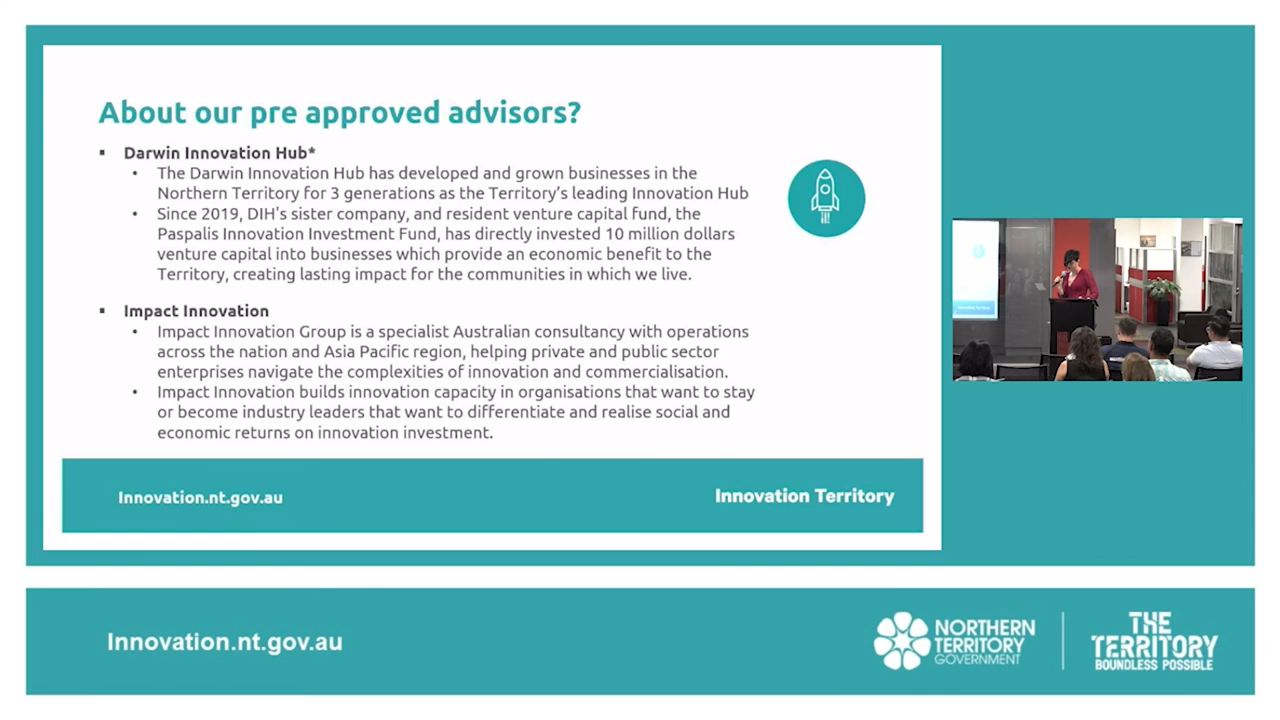 About our pre approved advisors?
▪ Darwin Innovation Hub*
• The Darwin Innovation Hub has developed and grown businesses in the
Northern Territory for 3 generations as the Territory's leading Innovation Hub
• Since 2019, DIH's sister company, and resident venture capital fund, the
Paspalis Innovation Investment Fund, has directly invested 10 million dollars
venture capital into businesses which provide an economic benefit to the
Territory, creating lasting impact for the communities in which we live.
▪ Impact Innovation
• Impact Innovation Group is a specialist Australian consultancy with operations
across the nation and Asia Pacific region, helping private and public sector
enterprises navigate the complexities of innovation and commercialisation.
• Impact Innovation builds innovation capacity in organisations that want to stay
or become industry leaders that want to differentiate and realise social and
economic returns on innovation investment.
Innovation.nt.gov.au
Innovation Territory
Innovation.nt.gov.au
NORTHERN
TERRITORY
GOVERNMENT
THE
TERRITORY
BOUNDLESS POSSIBLE